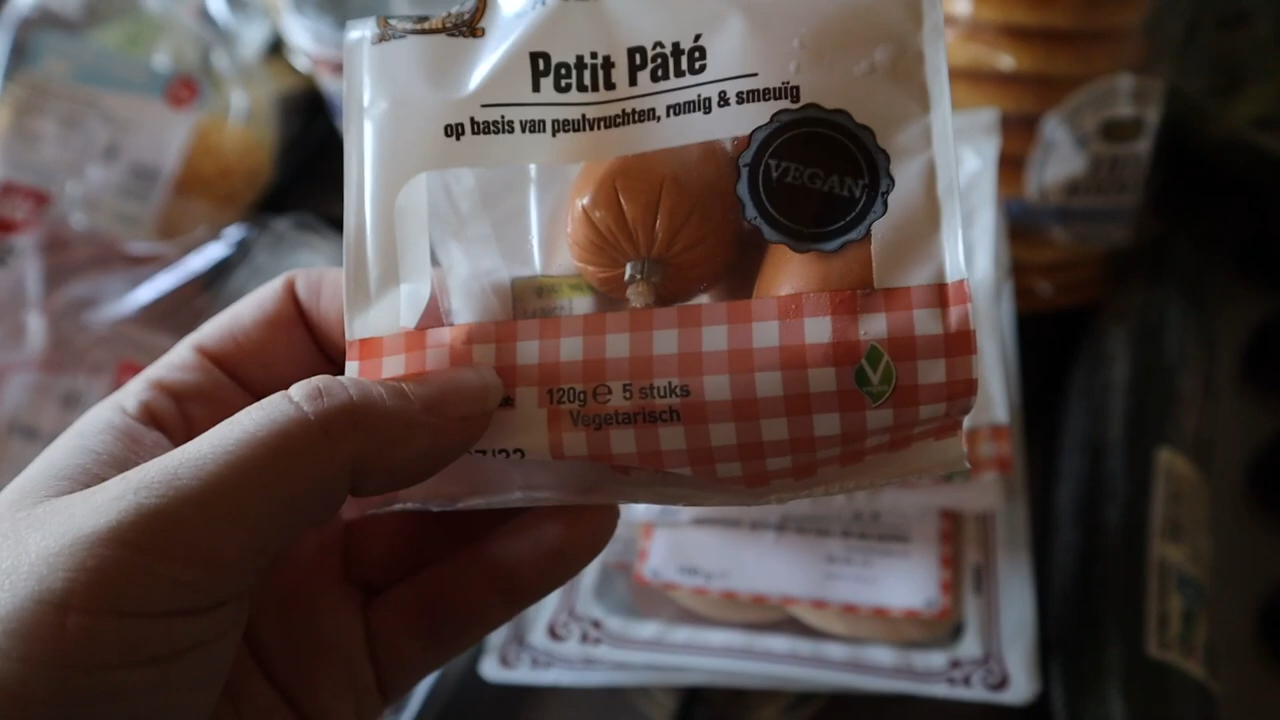 Petit Pâté
op basis van peulvruchten, romig & smeuïg
VEGAN
120g ℮ 5 stuks
Vegetarisch